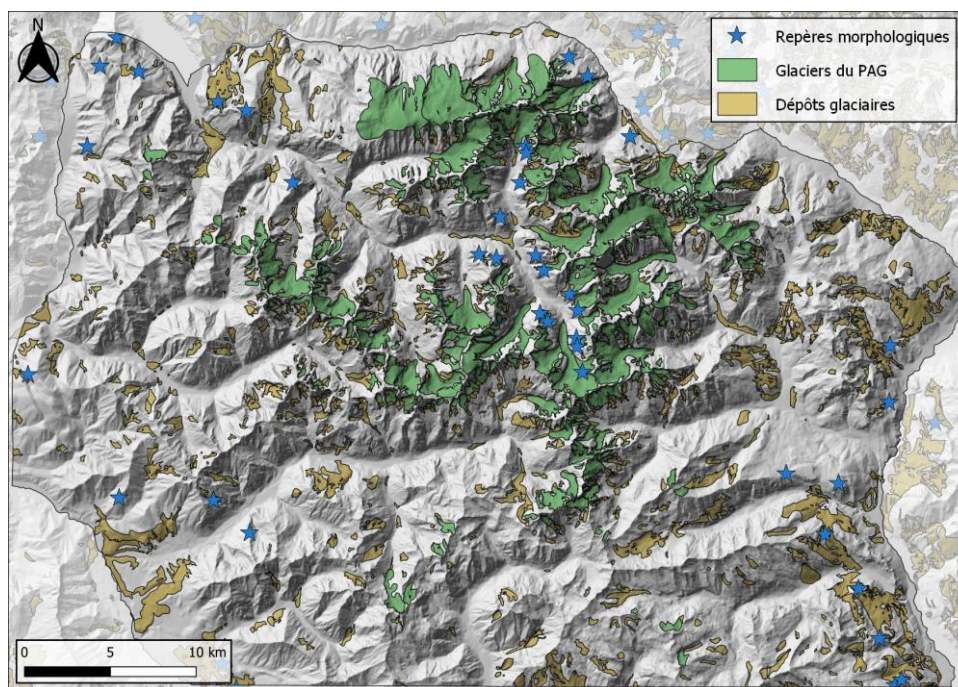 N
Repères morphologiques
Glaciers du PAG
Dépôts glaciaires
0 5 10 km